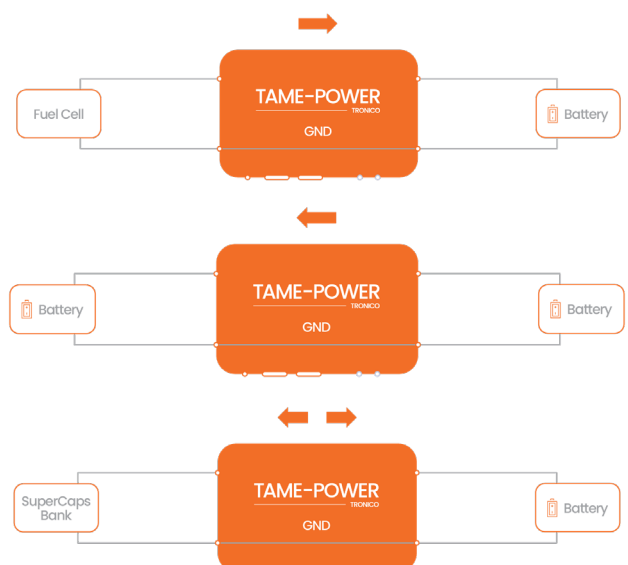 Fuel Cell
TAME-POWER
TRONICO
GND
Battery
Battery
TAME-POWER
TRONICO
GND
Battery
SuperCaps
Bank
TAME-POWER
TRONICO
GND
Battery